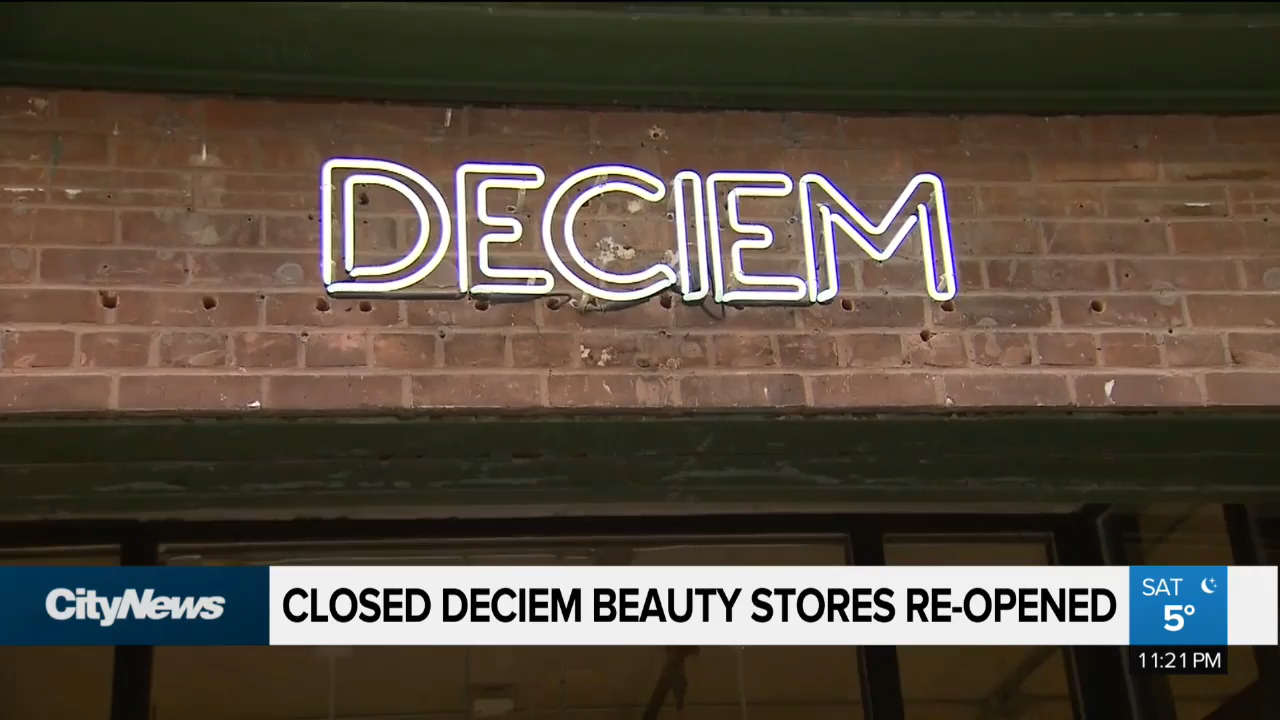 DECIEM
CityNews
CLOSED DECIEM BEAUTY STORES RE-OPENED
SAT
5°
11:21 PM